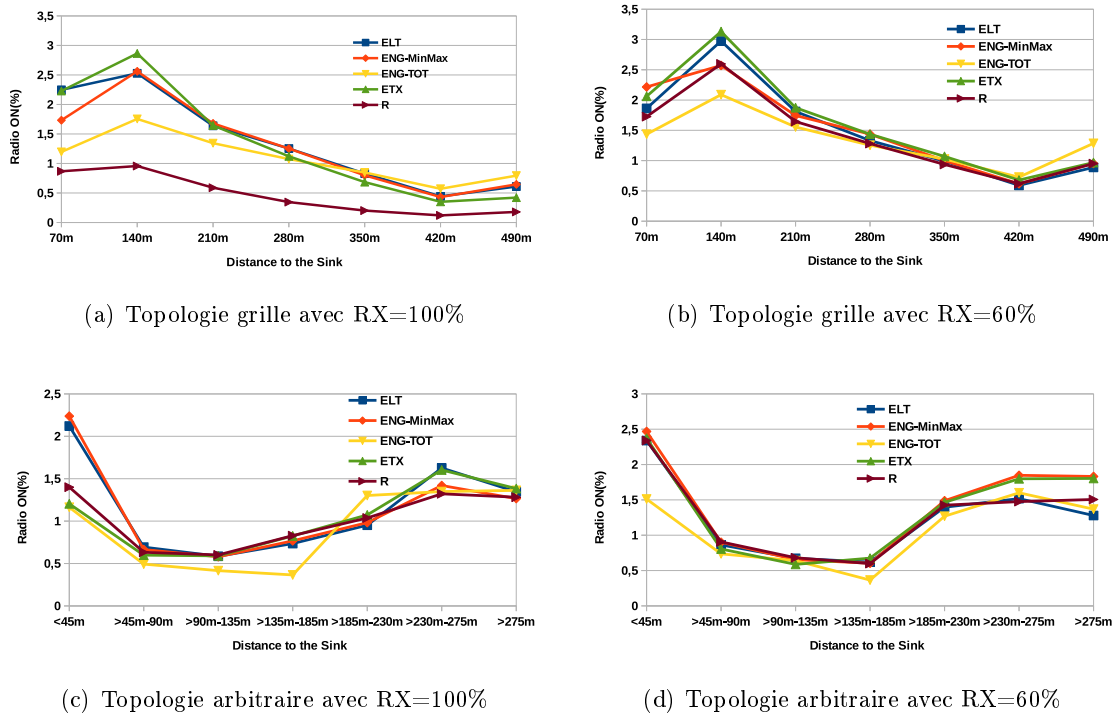 3,5
3
2,5
2
1,5
1
0,5
0
Radio ON(%)
70m 140m 210m 280m 350m 420m 490m
Distance to the Sink
ELT
ENG-MinMax
ENG-TOT
ETX
R
(a) Topologie grille avec RX=100%
3,5
3
2,5
2
1,5
1
0,5
0
Radio ON(%)
70m 140m 210m 280m 350m 420m 490m
Distance to the Sink
ELT
ENG-MinMax
ENG-TOT
ETX
R
(b) Topologie grille avec RX=60%
2,5
2
1,5
1
0,5
0
Radio ON(%)
<45m >45m-90m >90m-135m >135m-185m >185m-230m >230m-275m >275m
Distance to the Sink
ELT
ENG-MinMax
ENG-TOT
ETX
R
(c) Topologie arbitraire avec RX=100%
3
2,5
2
1,5
1
0,5
0
Radio ON(%)
<45m >45m-90m >90m-135m >135m-185m >185m-230m >230m-275m >275m
Distance to the Sink
ELT
ENG-MinMax
ENG-TOT
ETX
R
(d) Topologie arbitraire avec RX=60%